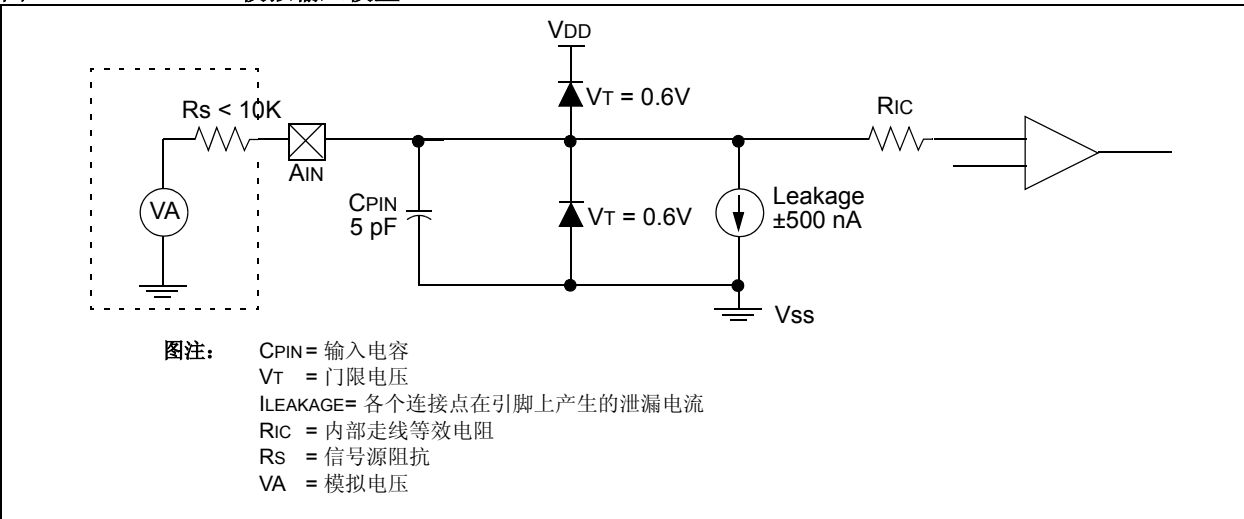 VDD
VT = 0.6V
Rs < 10K
RIC
AIN
VA
CPIN
5 pF
VT = 0.6V
Leakage
±500 nA
Vss
图注： CPIN = 输入电容
VT = 门限电压
ILEAKAGE= 各个连接点在引脚上产生的泄漏电流
RIC = 内部走线等效电阻
RS = 信号源阻抗
VA = 模拟电压